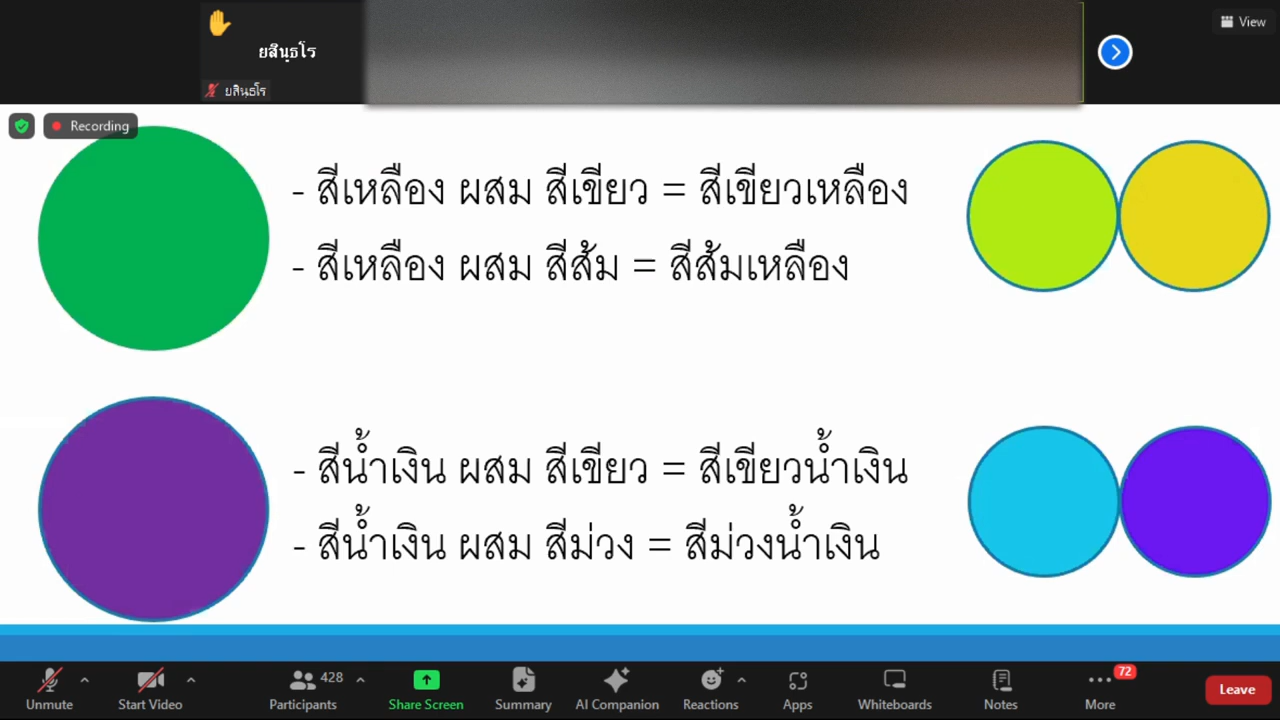 ยสินฺธโร
View
ยสินฺธโร
Recording
- สีเหลือง ผสม สีเขียว = สีเขียวเหลือง
- สีเหลือง ผสม สีส้ม = สีส้มเหลือง
- สีน้ำเงิน ผสม สีเขียว = สีเขียวน้ำเงิน
- สีน้ำเงิน ผสม สีม่วง = สีม่วงน้ำเงิน
428
72
Unmute Start Video Participants Share Screen Summary AI Companion Reactions Apps Whiteboards Notes More Leave